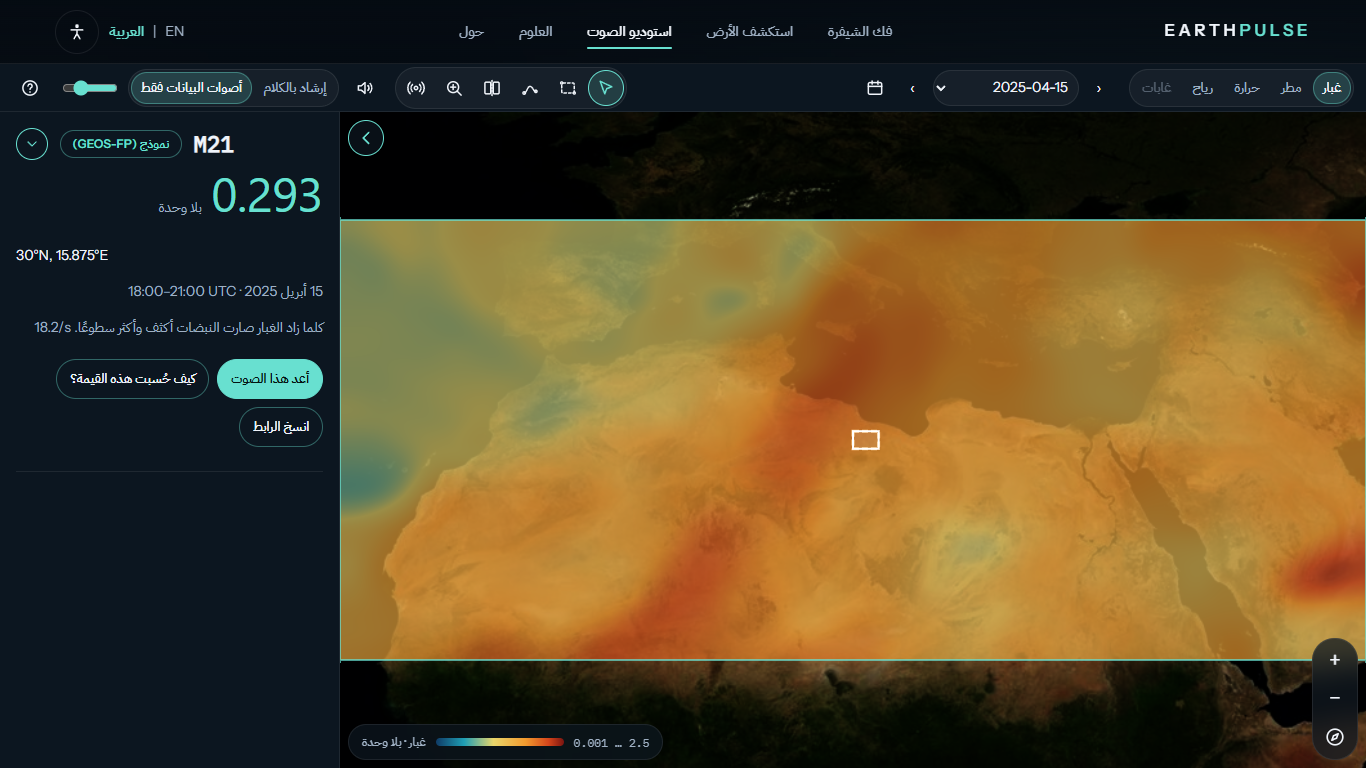 EARTHPULSE
فك الشيفرة
استكشف الأرض
استوديو الصوت
العلوم
حول
العربية | EN
غبار
مطر
حرارة
رياح
غابات
2025-04-15
إرشاد بالكلام
أصوات البيانات فقط
M21
نموذج (GEOS-FP)
0.293 بلا وحدة
30°N, 15.875°E
15 أبريل 2025 · 18:00–21:00 UTC
كلما زاد الغبار صارت النبضات أكثف وأكثر سطوعًا. 18.2/s
أعد هذا الصوت
كيف حُسبت هذه القيمة؟
انسخ الرابط
غبار · بلا وحدة
0.001 … 2.5